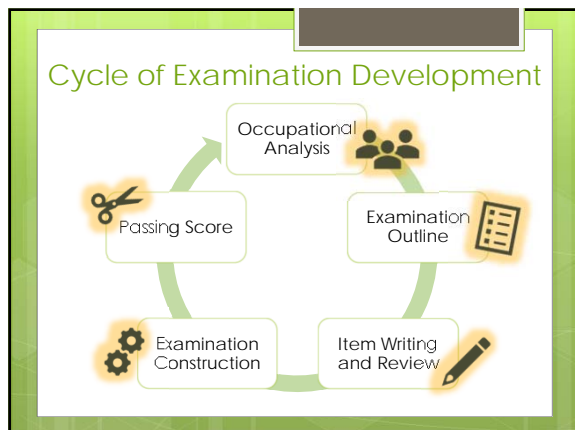 Cycle of Examination Development
Occupational
Analysis
Examination
Outline
Item Writing
and Review
Examination
Construction
Passing Score